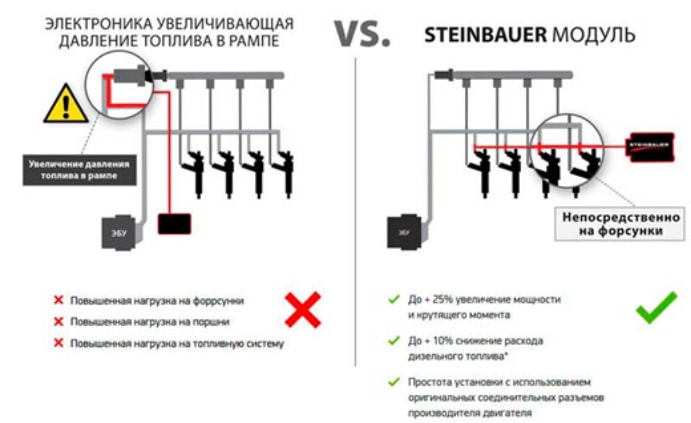 ЭЛЕКТРОНИКА УВЕЛИЧИВАЮЩАЯ
ДАВЛЕНИЕ ТОПЛИВА В РАМПЕ
VS.
STEINBAUER МОДУЛЬ
Увеличение давления
топлива в рампе
ЭБУ
STEINBAUER
Непосредственно
на форсунки
ЭБУ
Повышенная нагрузка на форрсунки
Повышенная нагрузка на поршни
Повышенная нагрузка на топливную систему
До + 25% увеличение мощности
и крутящего момента
До + 10% снижение расхода
дизельного топлива*
Простота установки с использованием
оригинальных соединительных разъемов
производителя двигателя